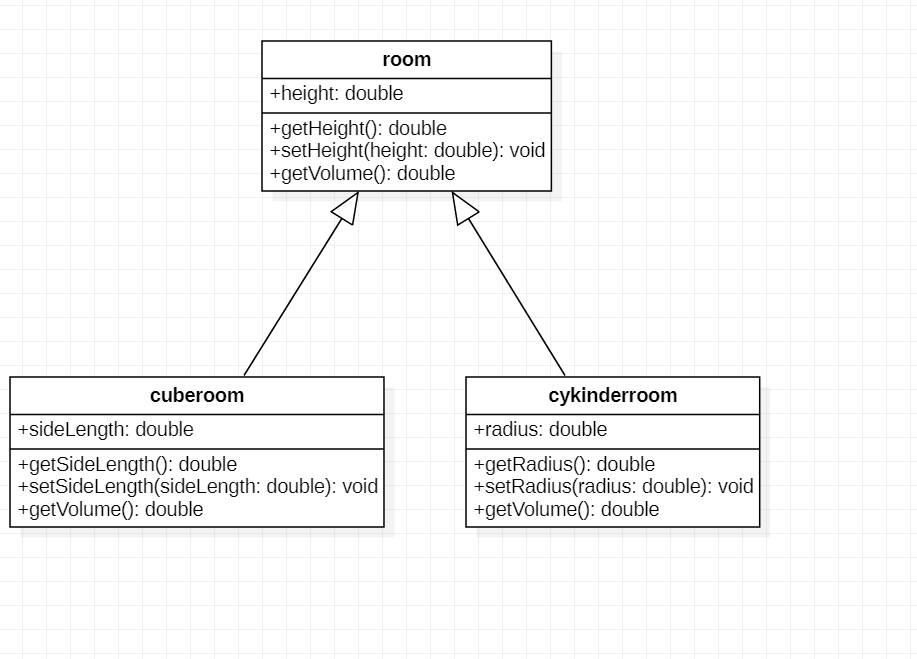 room
+height: double
+getHeight(): double
+setHeight(height: double): void
+getVolume(): double
cuberoom
+sideLength: double
+getSideLength(): double
+setSideLength(sideLength: double): void
+getVolume(): double
cykinderroom
+radius: double
+getRadius(): double
+setRadius(radius: double): void
+getVolume(): double